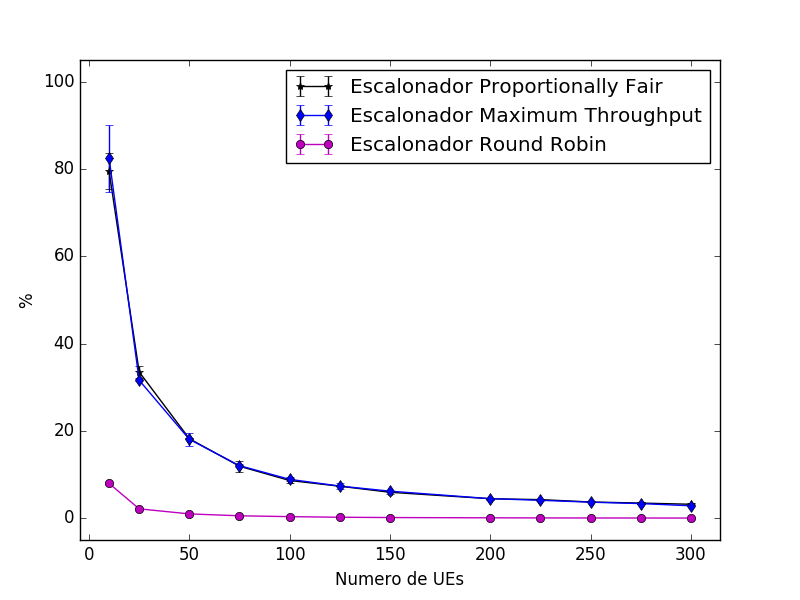 100
80
60
40
20
0
%
Escalonador Proportionally Fair
Escalonador Maximum Throughput
Escalonador Round Robin
0 50 100 150 200 250 300
Numero de UEs